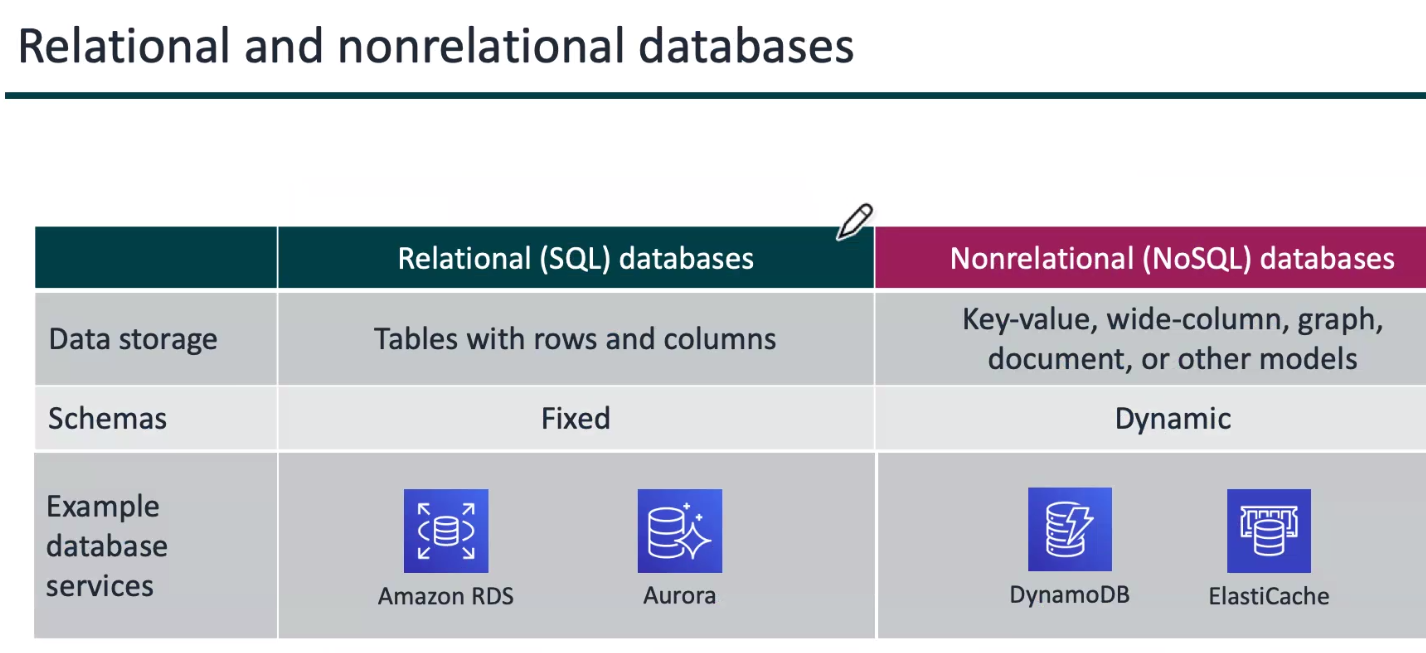 Relational and nonrelational databases
Relational (SQL) databases
Nonrelational (NoSQL) databases
Data storage
Tables with rows and columns
Key-value, wide-column, graph,
document, or other models
Schemas
Fixed
Dynamic
Example
database
services
Amazon RDS
Aurora
DynamoDB
ElastiCache